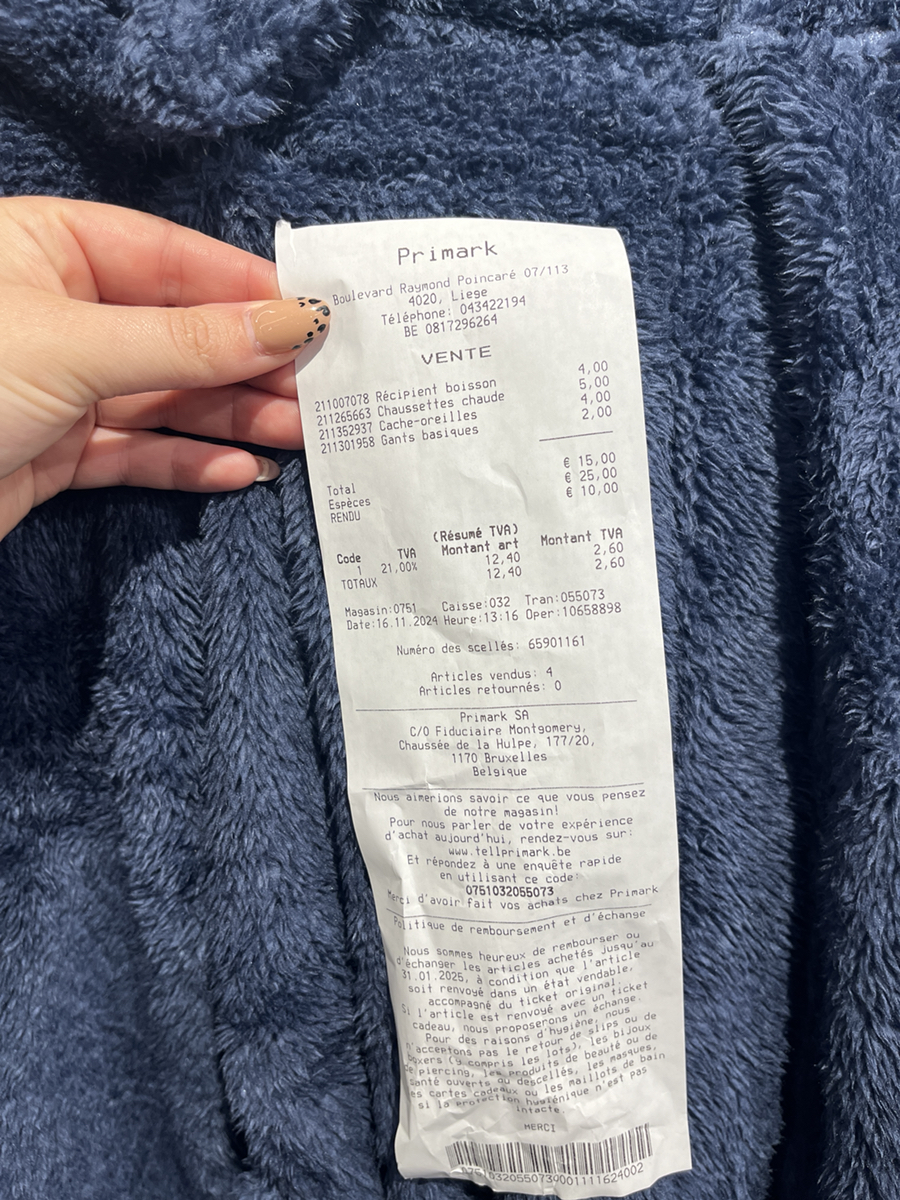 Primark
Boulevard Raymond Poincaré 07/113
4020, Liege
Téléphone: 043422194
BE 0817296264
VENTE
211007078 Récipient boisson 4,00
211265663 Chaussettes chaude 5,00
211352937 Cache-oreilles 4,00
211301958 Gants basiques 2,00
Total € 15,00
Espèces € 25,00
RENDU € 10,00
(Résumé TVA)
Code TVA Montant art Montant TVA
1 21,00% 12,40 2,60
TOTAUX 12,40 2,60
Magasin:0751 Caisse:032 Tran:055073
Date:16.11.2024 Heure:13:16 Oper:10658898
Numéro des scellés: 65901161
Articles vendus: 4
Articles retournés: 0
Primark SA
C/O Fiduciaire Montgomery,
Chaussée de la Hulpe, 177/20,
1170 Bruxelles
Belgique
Nous aimerions savoir ce que vous pensez
de notre magasin!
Pour nous parler de votre expérience
d'achat aujourd'hui, rendez-vous sur:
www.tellprimark.be
Et répondez à une enquête rapide
en utilisant ce code:
0751032055073
Merci d'avoir fait vos achats chez Primark
Politique de remboursement et d'échange
Nous sommes heureux de rembourser ou
d'échanger les articles achetés jusqu'au
31.01.2025, à condition que l'article
soit renvoyé dans un état vendable,
accompagné du ticket original.
Si l'article est renvoyé avec un ticket
cadeau, nous proposerons un échange.
Pour des raisons d'hygiène, nous
n'acceptons pas le retour de slips ou de
boxers (y compris les lots), les bijoux
de piercing, les produits de beauté ou de
santé ouverts ou descellés, les masques,
les cartes cadeaux ou les maillots de bain
si la protection hygiénique n'est pas
intacte.
MERCI